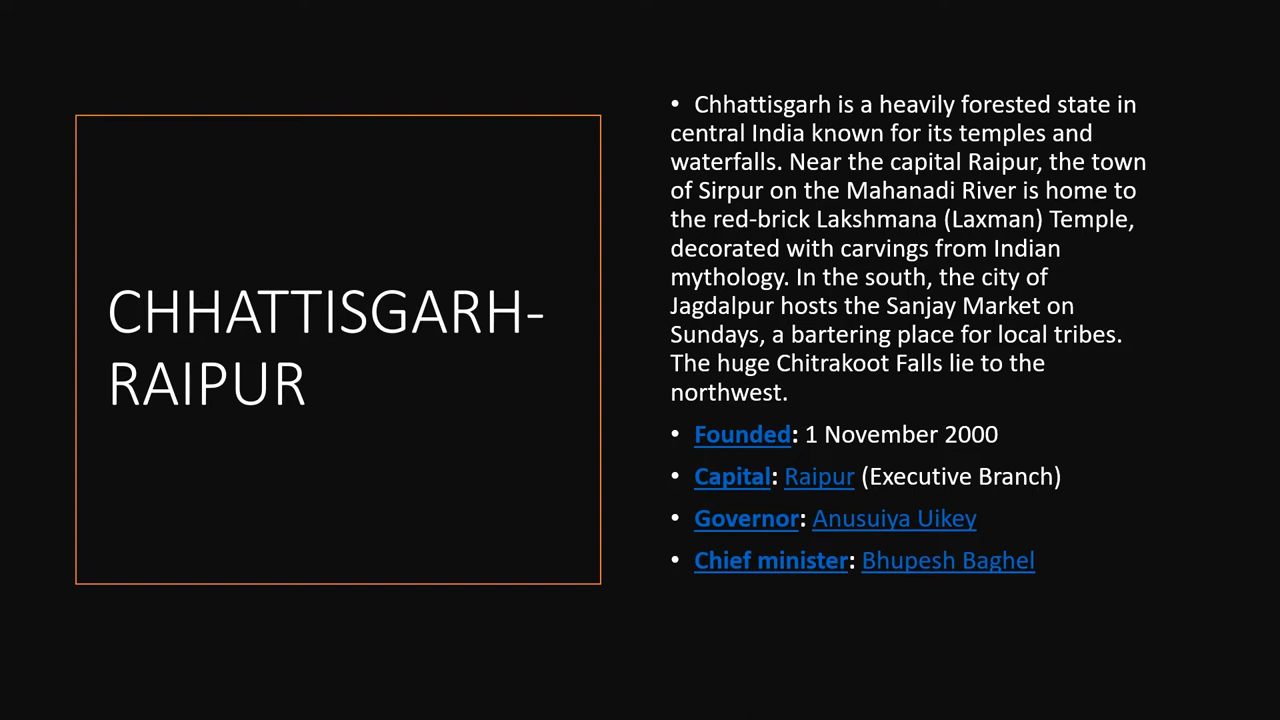 CHHATTISGARH-
RAIPUR
• Chhattisgarh is a heavily forested state in
central India known for its temples and
waterfalls. Near the capital Raipur, the town
of Sirpur on the Mahanadi River is home to
the red-brick Lakshmana (Laxman) Temple,
decorated with carvings from Indian
mythology. In the south, the city of
Jagdalpur hosts the Sanjay Market on
Sundays, a bartering place for local tribes.
The huge Chitrakoot Falls lie to the
northwest.
• Founded: 1 November 2000
• Capital: Raipur (Executive Branch)
• Governor: Anusuiya Uikey
• Chief minister: Bhupesh Baghel